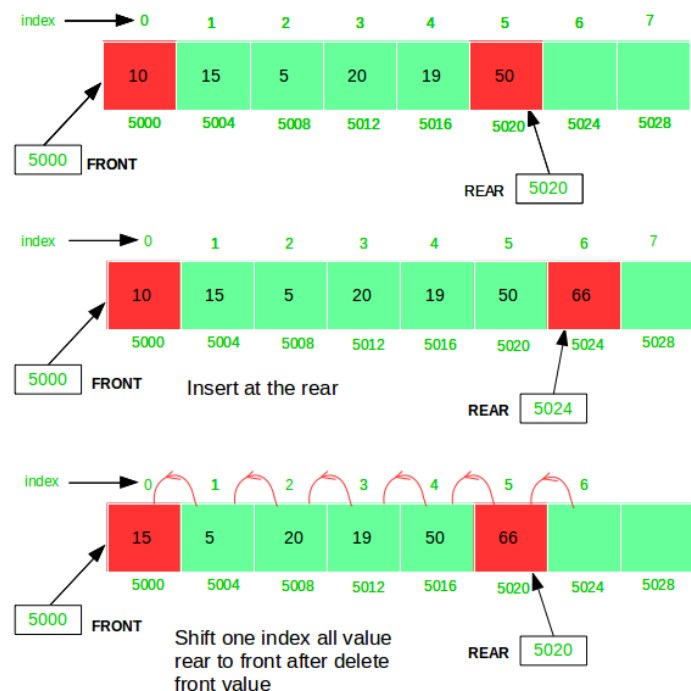 index 0 1 2 3 4 5 6 7
10 15 5 20 19 50
5000 5004 5008 5012 5016 5020 5024 5028
5000 FRONT
REAR 5020
index 0 1 2 3 4 5 6 7
10 15 5 20 19 50 66
5000 5004 5008 5012 5016 5020 5024 5028
5000 FRONT
Insert at the rear
REAR 5024
index 0 1 2 3 4 5 6
15 5 20 19 50 66
5000 5004 5008 5012 5016 5020 5024 5028
5000 FRONT
Shift one index all value
rear to front after delete
front value
REAR 5020